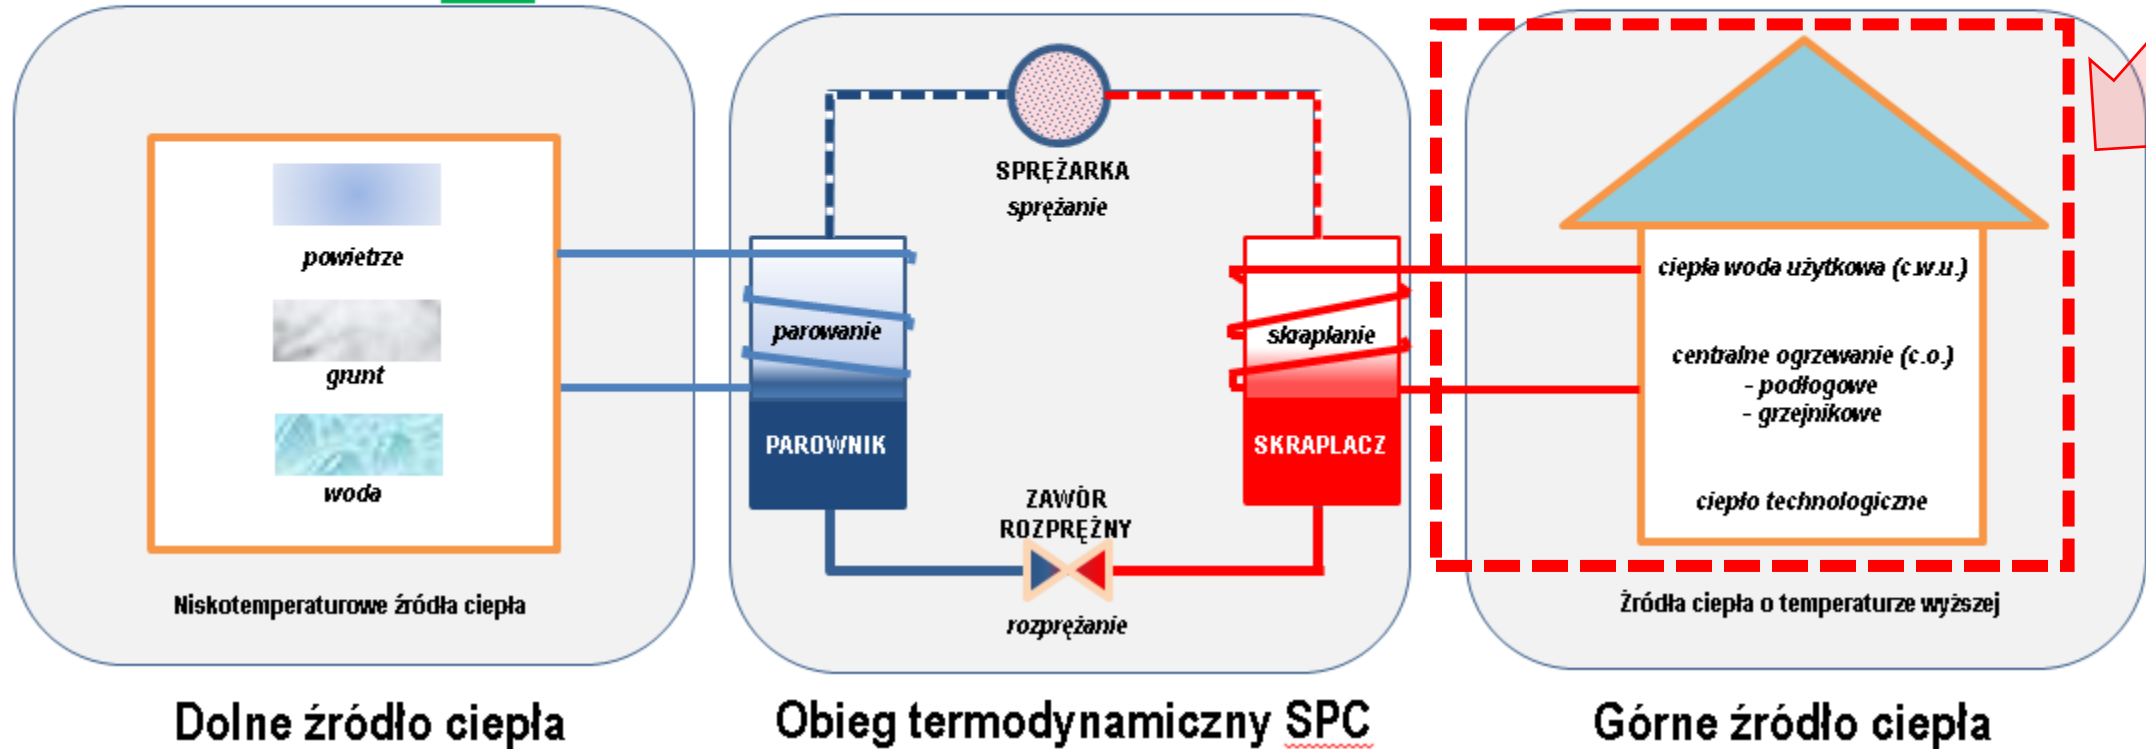 powietrze
grunt
woda
Niskotemperaturowe źródła ciepła
Dolne źródło ciepła
SPRĘŻARKA
sprężanie
parowanie
PAROWNIK
skraplanie
SKRAPLACZ
ZAWÓR
ROZPRĘŻNY
rozprężanie
Obieg termodynamiczny SPC
ciepła woda użytkowa (c.w.u.)
centralne ogrzewanie (c.o.)
- podłogowe
- grzejnikowe
ciepło technologiczne
Źródła ciepła o temperaturze wyższej
Górne źródło ciepła